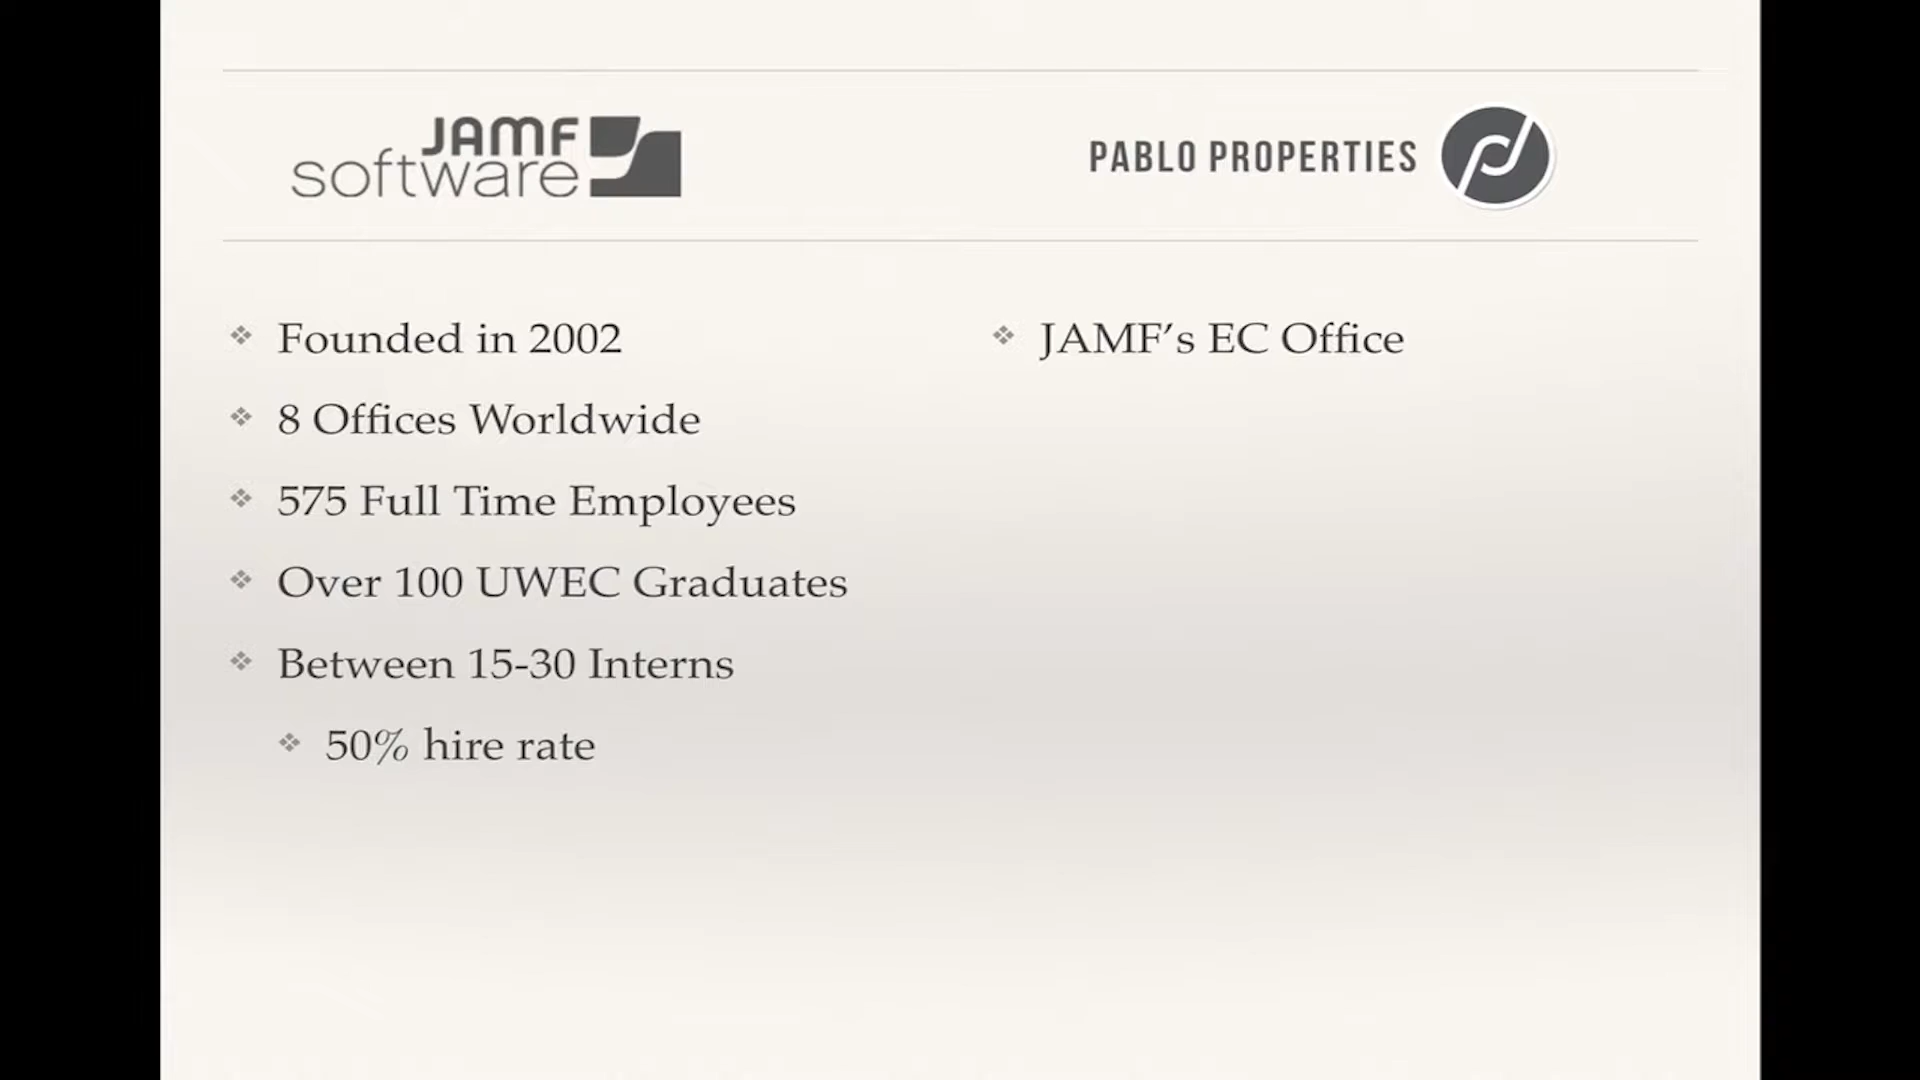 JAMF
software
PABLO PROPERTIES
Founded in 2002
8 Offices Worldwide
575 Full Time Employees
Over 100 UWEC Graduates
Between 15-30 Interns
50% hire rate
JAMF’s EC Office